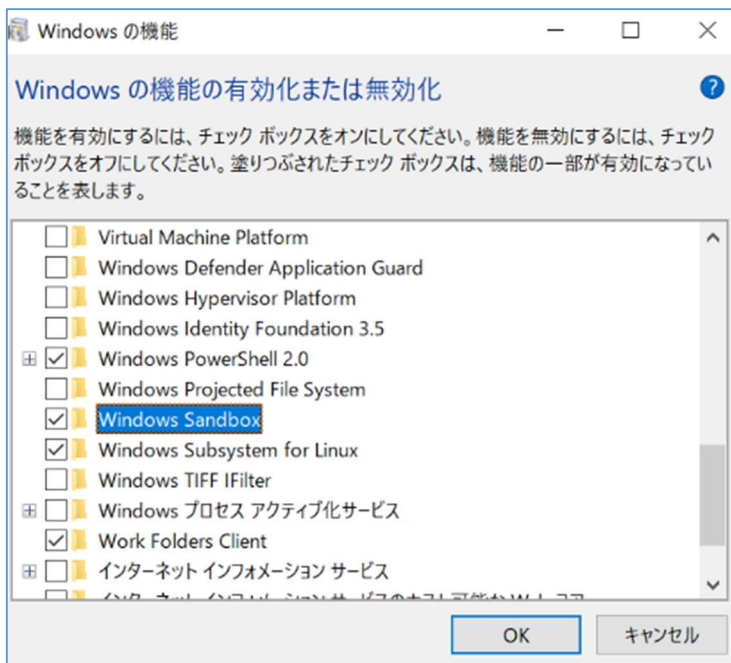 Windows の機能
Windows の機能の有効化または無効化
機能を有効にするには、チェック ボックスをオンにしてください。機能を無効にするには、チェック
ボックスをオフにしてください。塗りつぶされたチェック ボックスは、機能の一部が有効になってい
ることを表します。
Virtual Machine Platform
Windows Defender Application Guard
Windows Hypervisor Platform
Windows Identity Foundation 3.5
Windows PowerShell 2.0
Windows Projected File System
Windows Sandbox
Windows Subsystem for Linux
Windows TIFF IFilter
Windows プロセス アクティブ化サービス
Work Folders Client
インターネット インフォメーション サービス
OK
キャンセル